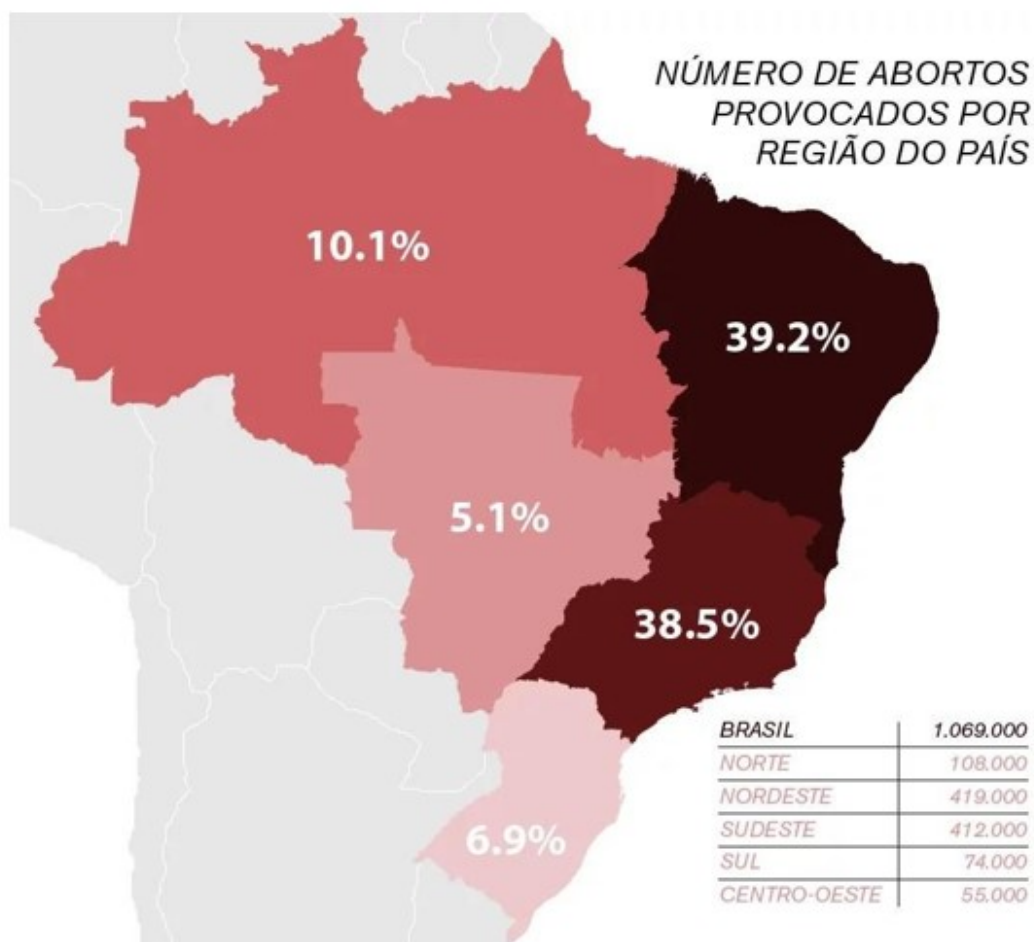 NÚMERO DE ABORTOS
PROVOCADOS POR
REGIÃO DO PAÍS
10.1%
39.2%
5.1%
38.5%
6.9%
BRASIL 1.069.000
NORTE 108.000
NORDESTE 419.000
SUDESTE 412.000
SUL 74.000
CENTRO-OESTE 55.000